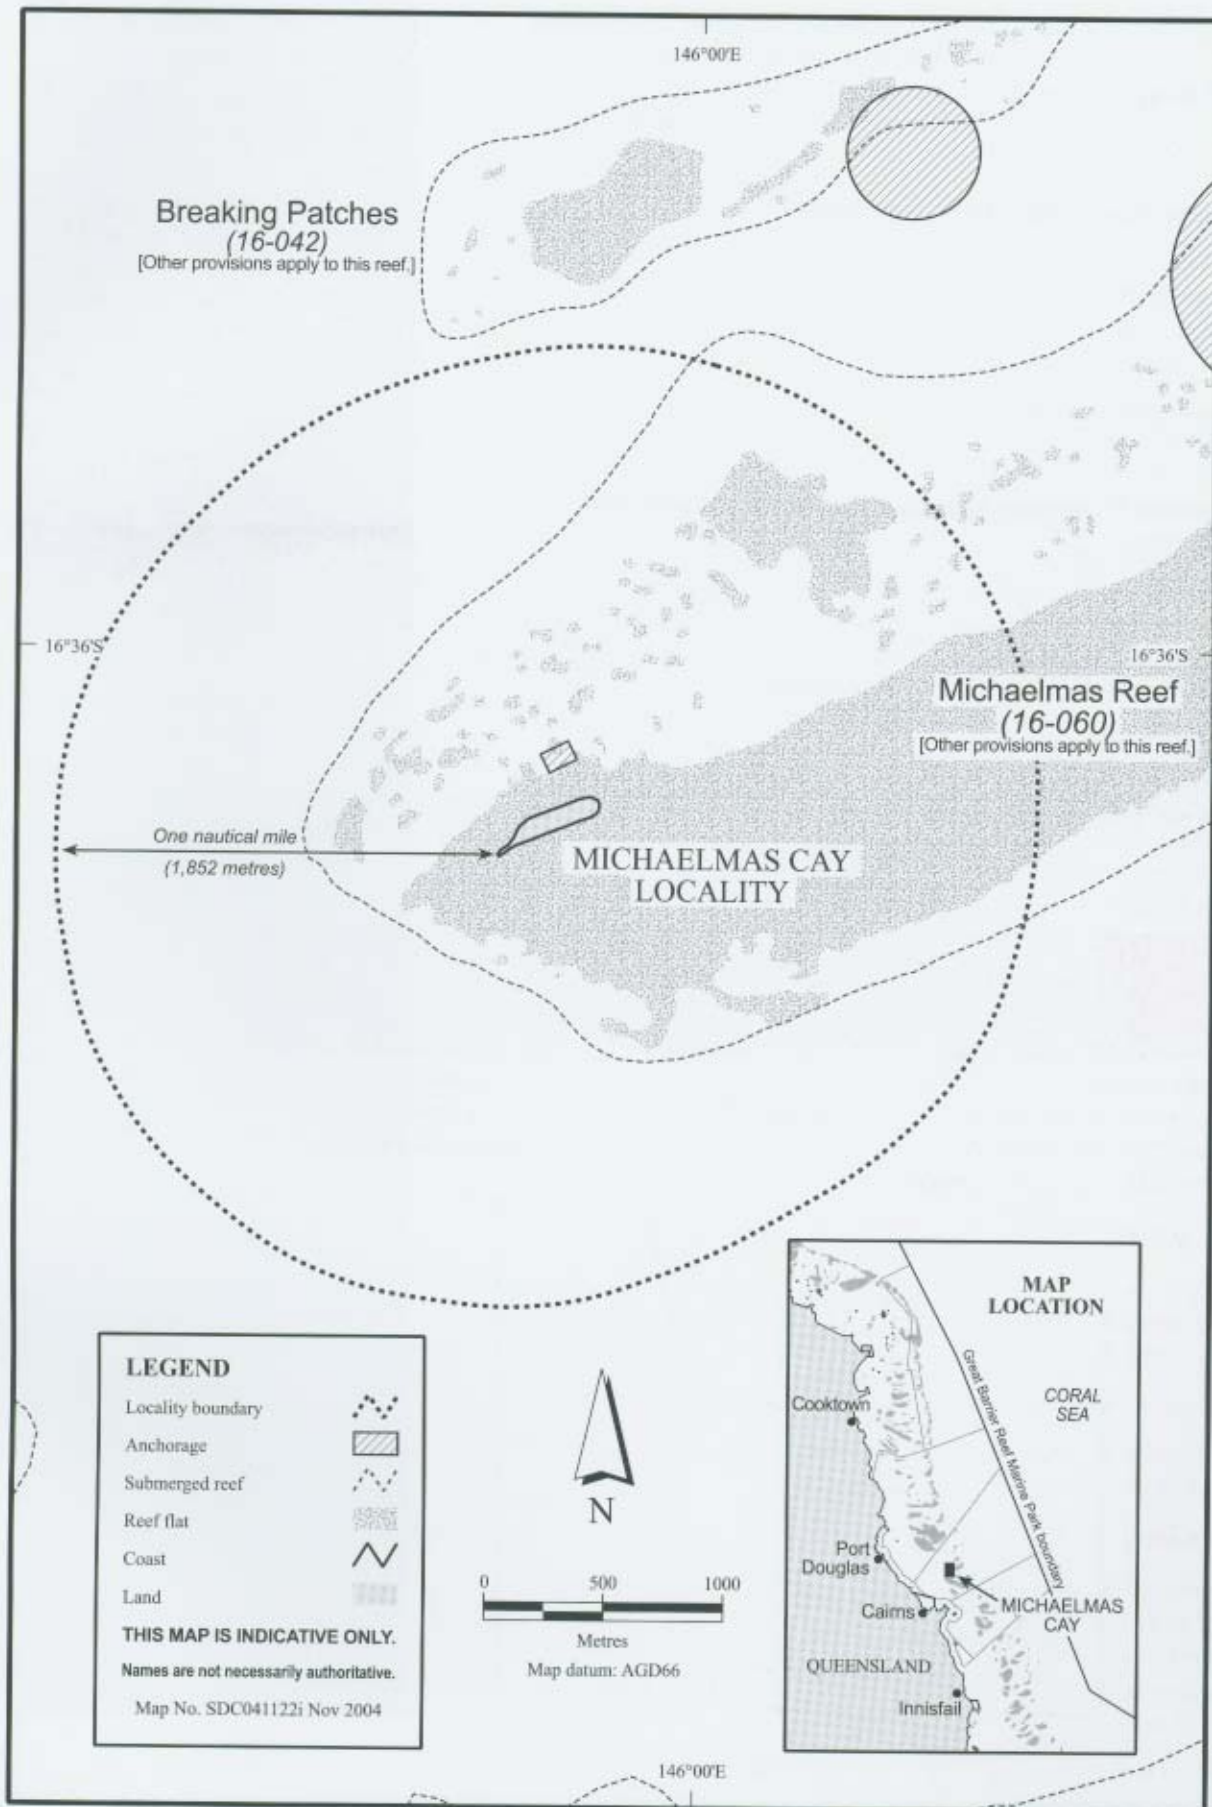 146°00'E
Breaking Patches
(16-042)
[Other provisions apply to this reef.]
16°36'S
16°36'S
Michaelmas Reef
(16-060)
[Other provisions apply to this reef.]
One nautical mile
(1,852 metres)
MICHAELMAS CAY
LOCALITY
LEGEND
Locality boundary
Anchorage
Submerged reef
Reef flat
Coast
Land
THIS MAP IS INDICATIVE ONLY.
Names are not necessarily authoritative.
Map No. SDC041122i Nov 2004
N
0 500 1000
Metres
Map datum: AGD66
MAP
LOCATION
Great Barrier Reef Marine Park boundary
CORAL
SEA
Cooktown
Port
Douglas
Cairns
MICHAELMAS
CAY
QUEENSLAND
Innisfail
146°00'E